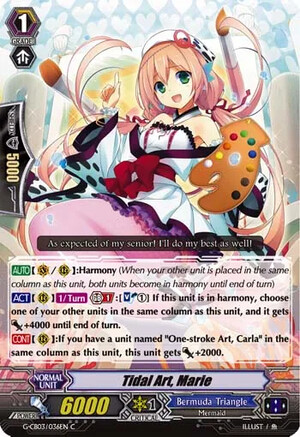 1
GRADE
SHIELD 5000
As expected of my senior! I'll do my best as well!
AUTO [ ]:Harmony (When your other unit is placed in the same
column as this unit, both units become in harmony until end of turn)
ACT [ ] 1/Turn [ 1] : [ ① ] If this unit is in harmony, choose
one of your other units in the same column as this unit, and it gets
+4000 until end of turn.
CONT [ ]:If you have a unit named "One-stroke Art, Carla" in the
same column as this unit, this unit gets +2000.
NORMAL UNIT
Tidal Art, Marle
POWER 6000
1
Bermuda Triangle
Mermaid
G-CB03/036EN C
ILLUST /